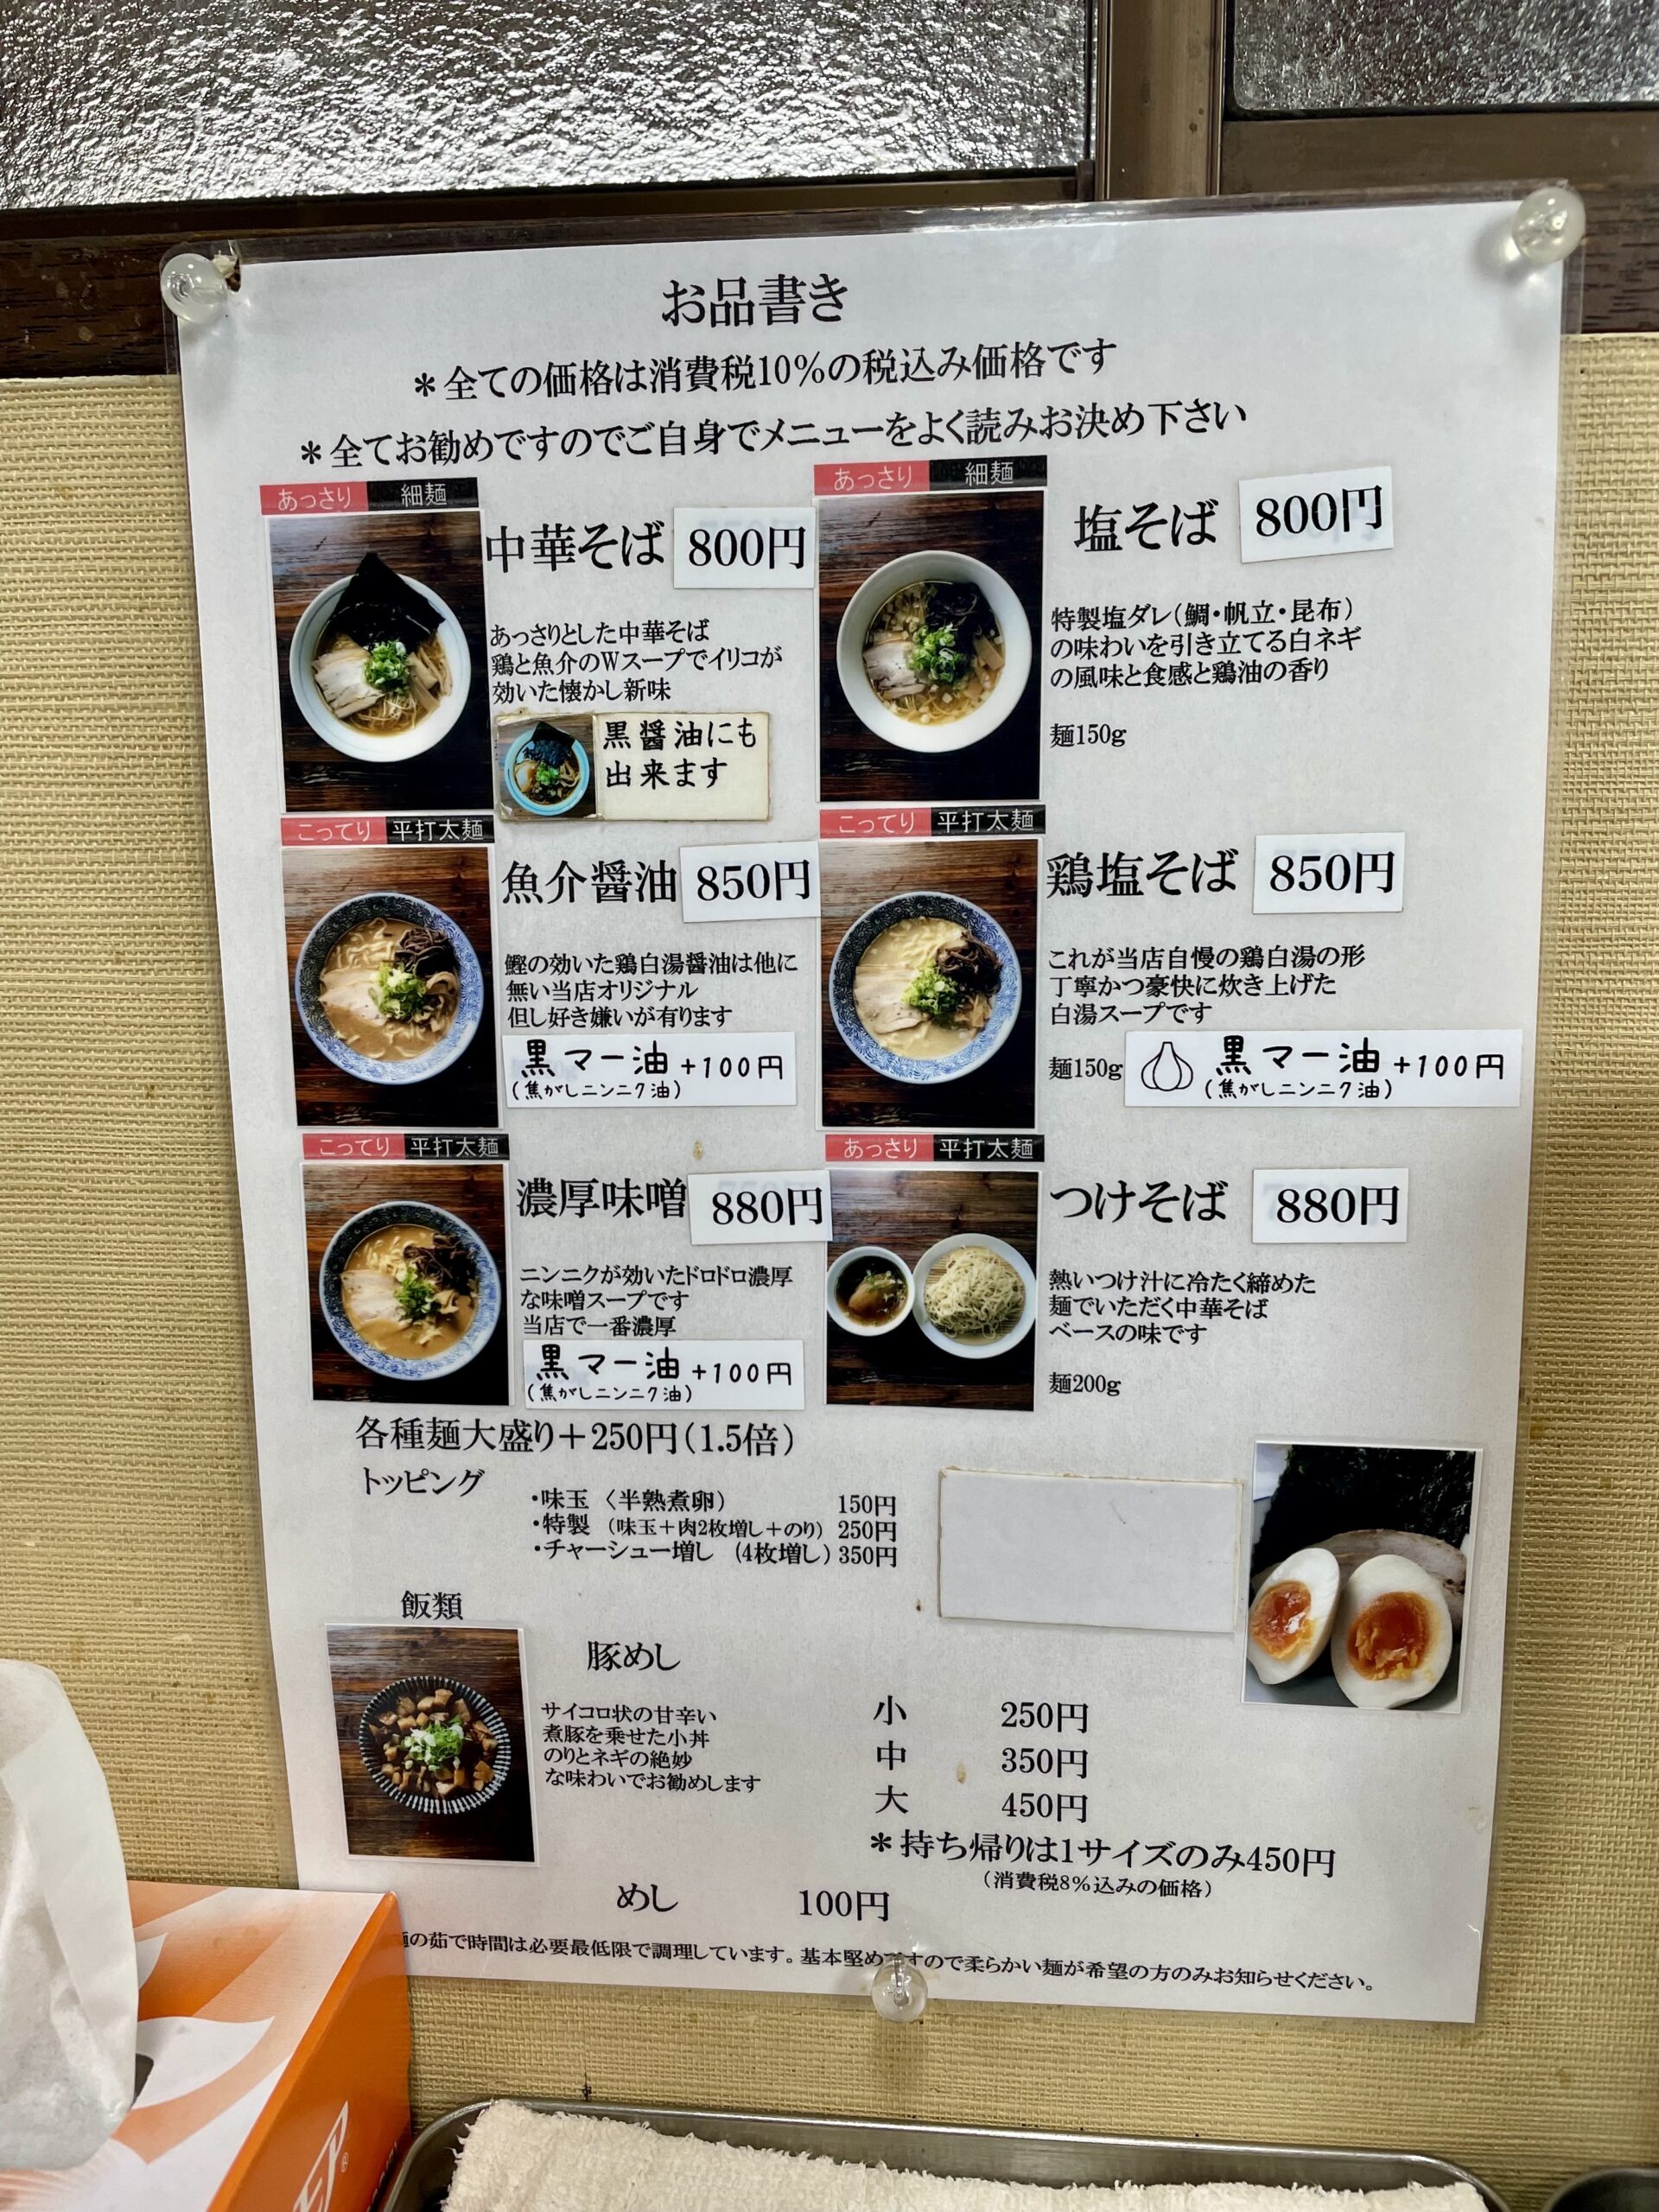 お品書き
＊全ての価格は消費税10%の税込み価格です
＊全てお勧めですのでご自身でメニューをよく読みお決め下さい
あっさり 細麺
中華そば 800円
あっさりとした中華そば
鶏と魚介のWスープでイリコが
効いた懐かし新味
黒醤油にも
出来ます
あっさり 細麺
塩そば 800円
特製塩ダレ（鯛・帆立・昆布）
の味わいを引き立てる白ネギ
の風味と食感と鶏油の香り
麺150g
こってり 平打太麺
魚介醤油 850円
鰹の効いた鶏白湯醤油は他に
無い当店オリジナル
但し好き嫌いが有ります
黒マー油 +100円
(焦がしニンニク油)
こってり 平打太麺
鶏塩そば 850円
これが当店自慢の鶏白湯の形
丁寧かつ豪快に炊き上げた
白湯スープです
麺150g
黒マー油 +100円
(焦がしニンニク油)
こってり 平打太麺
濃厚味噌 880円
ニンニクが効いたドロドロ濃厚
な味噌スープです
当店で一番濃厚
黒マー油 +100円
(焦がしニンニク油)
あっさり 平打太麺
つけそば 880円
熱いつけ汁に冷たく締めた
麺でいただく中華そば
ベースの味です
麺200g
各種麺大盛り＋250円（1.5倍）
トッピング
・味玉 〈半熟煮卵） 150円
・特製 （味玉＋肉2枚増し＋のり） 250円
・チャーシュー増し （4枚増し） 350円
飯類
豚めし
サイコロ状の甘辛い
煮豚を乗せた小丼
のりとネギの絶妙
な味わいでお勧めします
小 250円
中 350円
大 450円
＊持ち帰りは1サイズのみ450円
（消費税8%込みの価格）
めし 100円
麺の茹で時間は必要最低限で調理しています。基本堅めですので柔らかい麺が希望の方のみお知らせください。